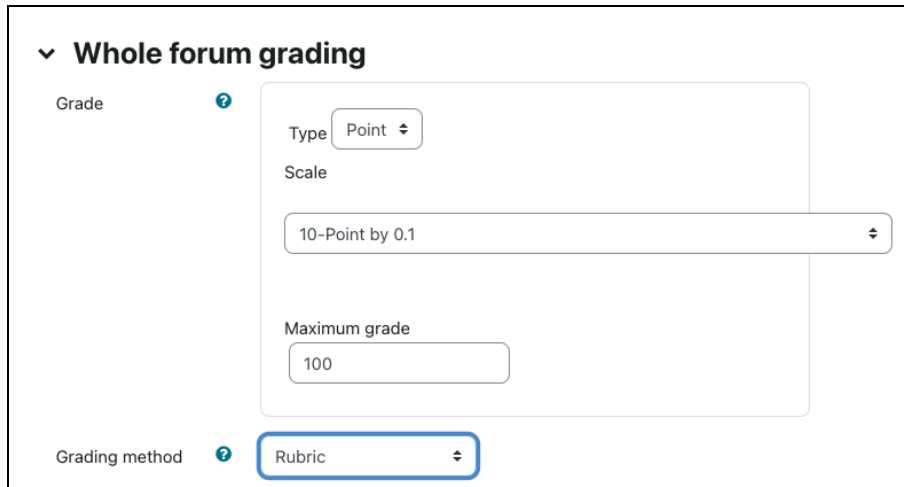 Whole forum grading
Grade
Type Point
Scale
10-Point by 0.1
Maximum grade
100
Grading method Rubric